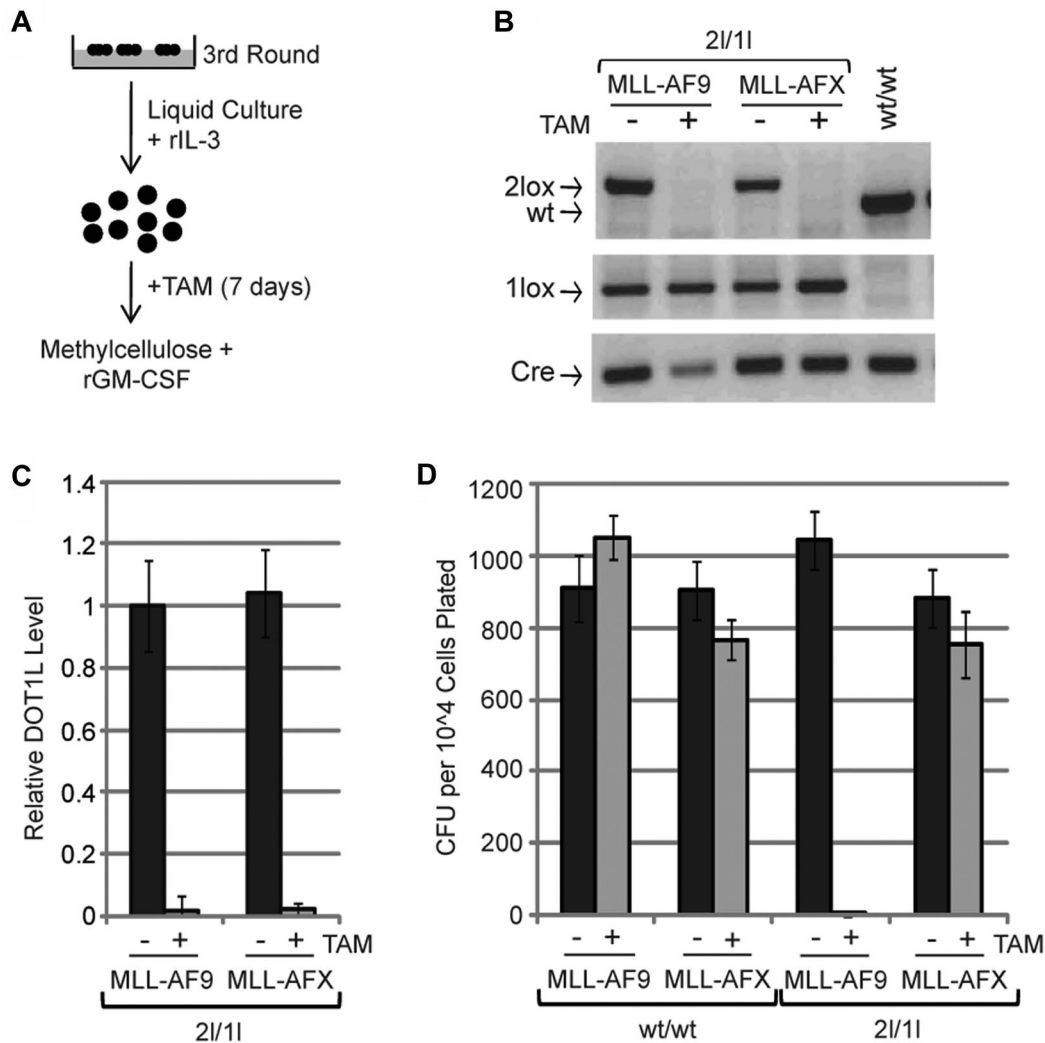 A
3rd Round
Liquid Culture
+ rIL-3
+TAM (7 days)
Methylcellulose +
rGM-CSF
B
2l/1l
MLL-AF9 MLL-AFX wt/wt
TAM - + - +
2lox
wt
1lox
Cre
C
Relative DOT1L Level
1.4
1.2
1
0.8
0.6
0.4
0.2
0
- + - + TAM
MLL-AF9 MLL-AFX
2l/1l
D
CFU per 10^4 Cells Plated
1200
1000
800
600
400
200
0
- + - + - + - + TAM
MLL-AF9 MLL-AFX MLL-AF9 MLL-AFX
wt/wt 2l/1l